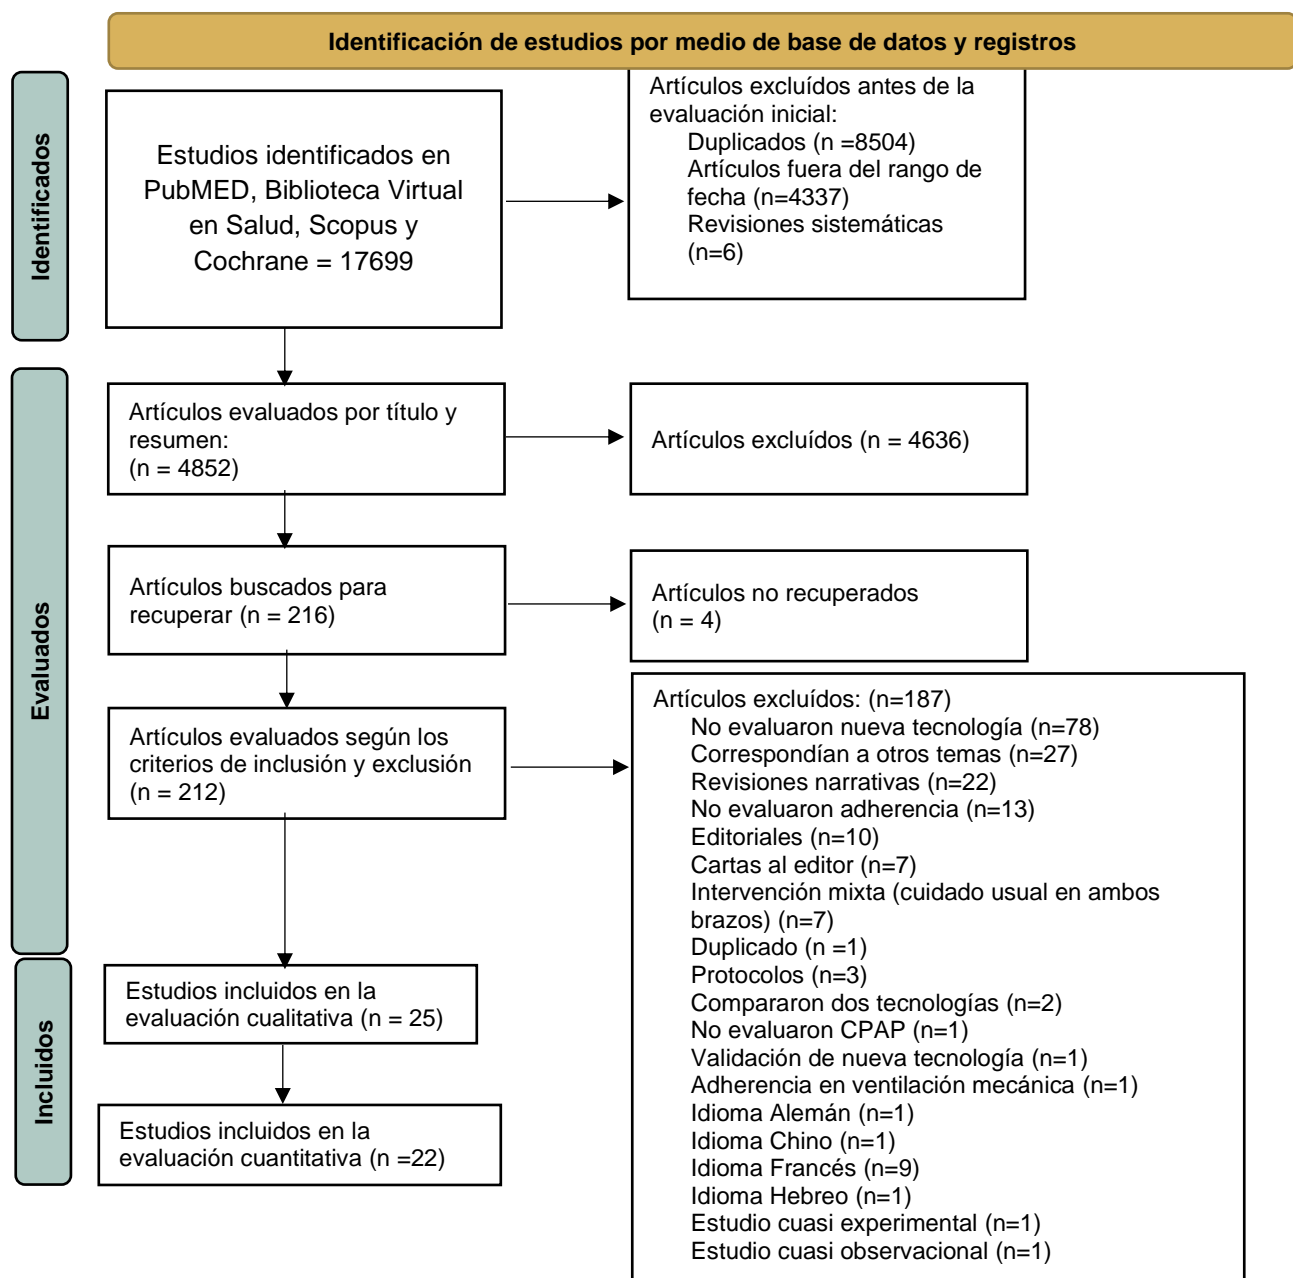 Identificación de estudios por medio de base de datos y registros
Identificados
Estudios identificados en
PubMED, Biblioteca Virtual
en Salud, Scopus y
Cochrane = 17699
Artículos excluídos antes de la
evaluación inicial:
Duplicados (n =8504)
Artículos fuera del rango de
fecha (n=4337)
Revisiones sistemáticas
(n=6)
Evaluados
Artículos evaluados por título y
resumen:
(n = 4852)
Artículos excluídos (n = 4636)
Artículos buscados para
recuperar (n = 216)
Artículos no recuperados
(n = 4)
Artículos evaluados según los
criterios de inclusión y exclusión
(n = 212)
Artículos excluídos: (n=187)
No evaluaron nueva tecnología (n=78)
Correspondían a otros temas (n=27)
Revisiones narrativas (n=22)
No evaluaron adherencia (n=13)
Editoriales (n=10)
Cartas al editor (n=7)
Intervención mixta (cuidado usual en ambos
brazos) (n=7)
Duplicado (n =1)
Protocolos (n=3)
Compararon dos tecnologías (n=2)
No evaluaron CPAP (n=1)
Validación de nueva tecnología (n=1)
Adherencia en ventilación mecánica (n=1)
Idioma Alemán (n=1)
Idioma Chino (n=1)
Idioma Francés (n=9)
Idioma Hebreo (n=1)
Estudio cuasi experimental (n=1)
Estudio cuasi observacional (n=1)
Incluidos
Estudios incluidos en la
evaluación cualitativa (n = 25)
Estudios incluidos en la
evaluación cuantitativa (n =22)